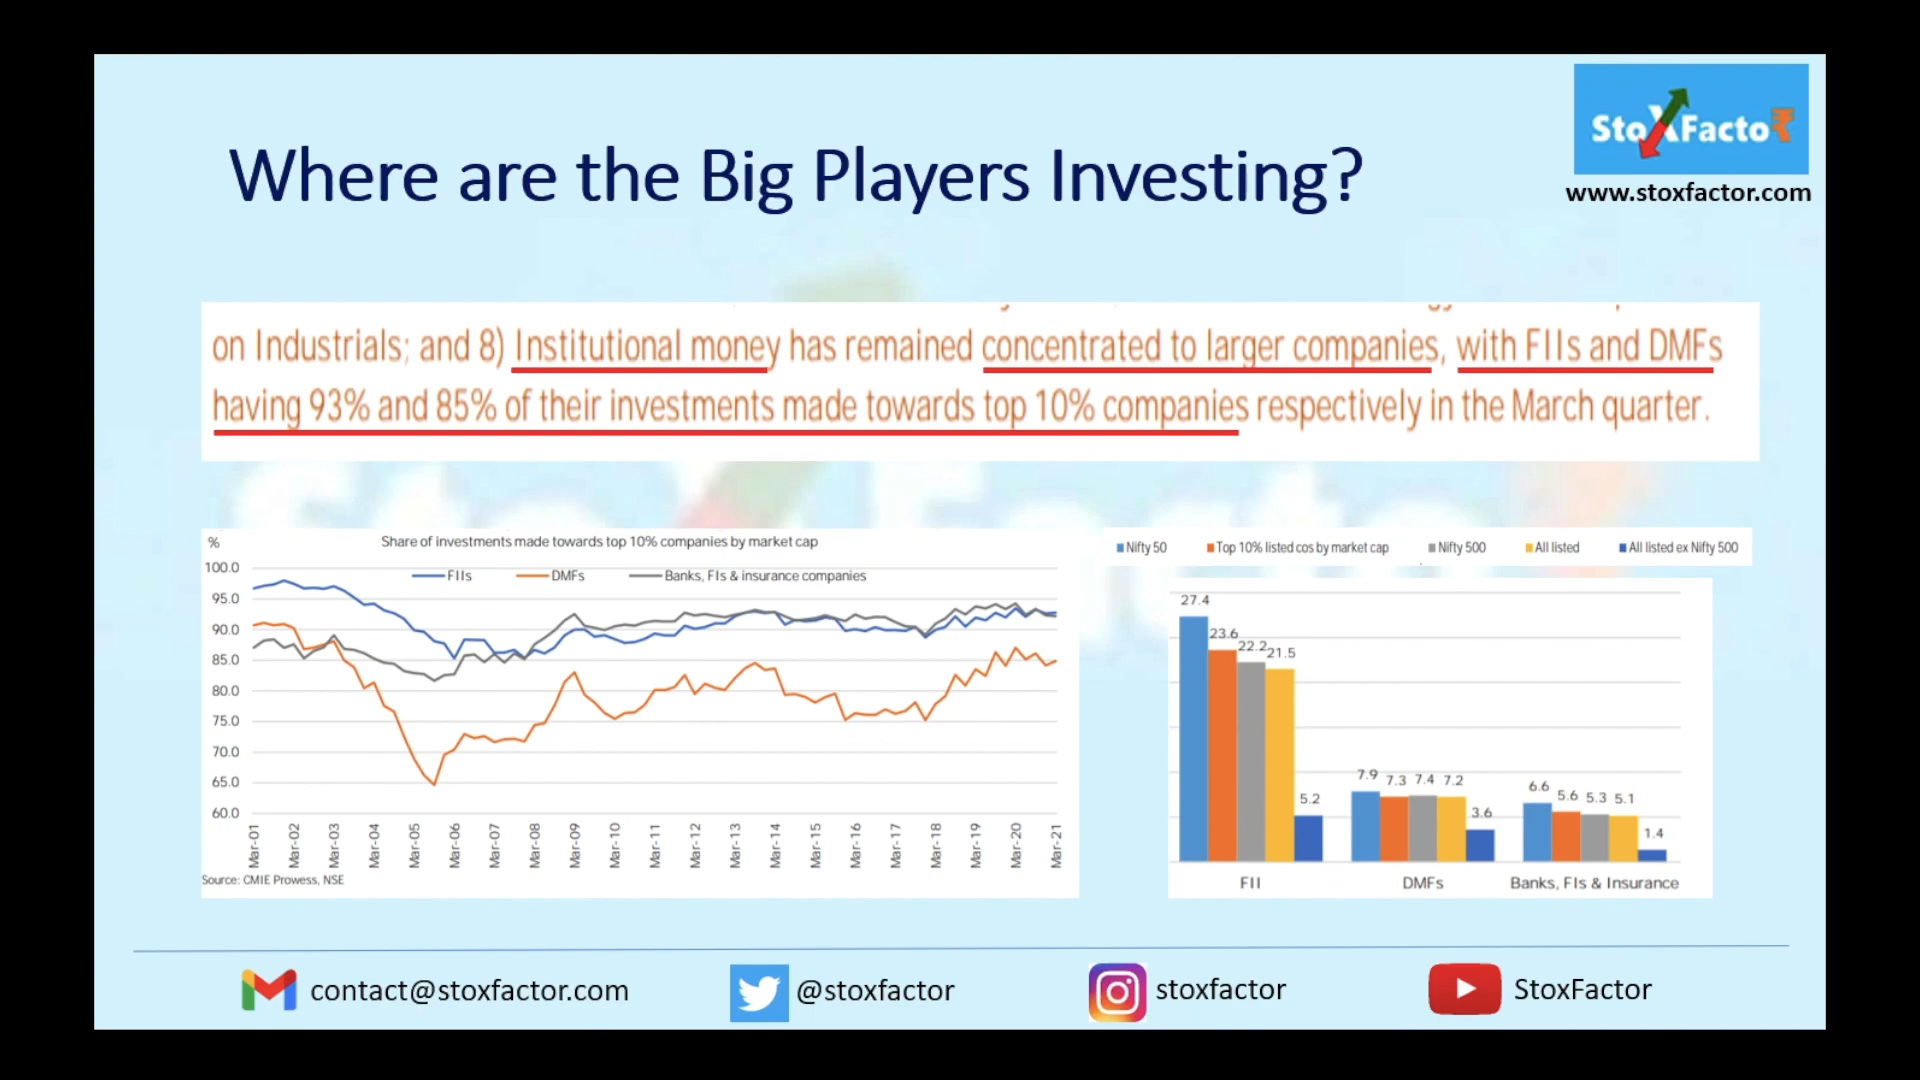 StoxFacto₹
www.stoxfactor.com
Where are the Big Players Investing?
on Industrials; and 8) Institutional money has remained concentrated to larger companies, with FIIs and DMFs
having 93% and 85% of their investments made towards top 10% companies respectively in the March quarter.
%
Share of investments made towards top 10% companies by market cap
FIIs DMFs Banks, FIs & insurance companies
100.0
95.0
90.0
85.0
80.0
75.0
70.0
65.0
60.0
Mar-01 Mar-02 Mar-03 Mar-04 Mar-05 Mar-06 Mar-07 Mar-08 Mar-09 Mar-10 Mar-11 Mar-12 Mar-13 Mar-14 Mar-15 Mar-16 Mar-17 Mar-18 Mar-19 Mar-20 Mar-21
Source: CMIE Prowess, NSE
Nifty 50 Top 10% listed cos by market cap Nifty 500 All listed All listed ex Nifty 500
27.4 23.6 22.2 21.5 5.2
7.9 7.3 7.4 7.2 3.6
6.6 5.6 5.3 5.1 1.4
FII DMFs Banks, FIs & Insurance
contact@stoxfactor.com @stoxfactor stoxfactor StoxFactor